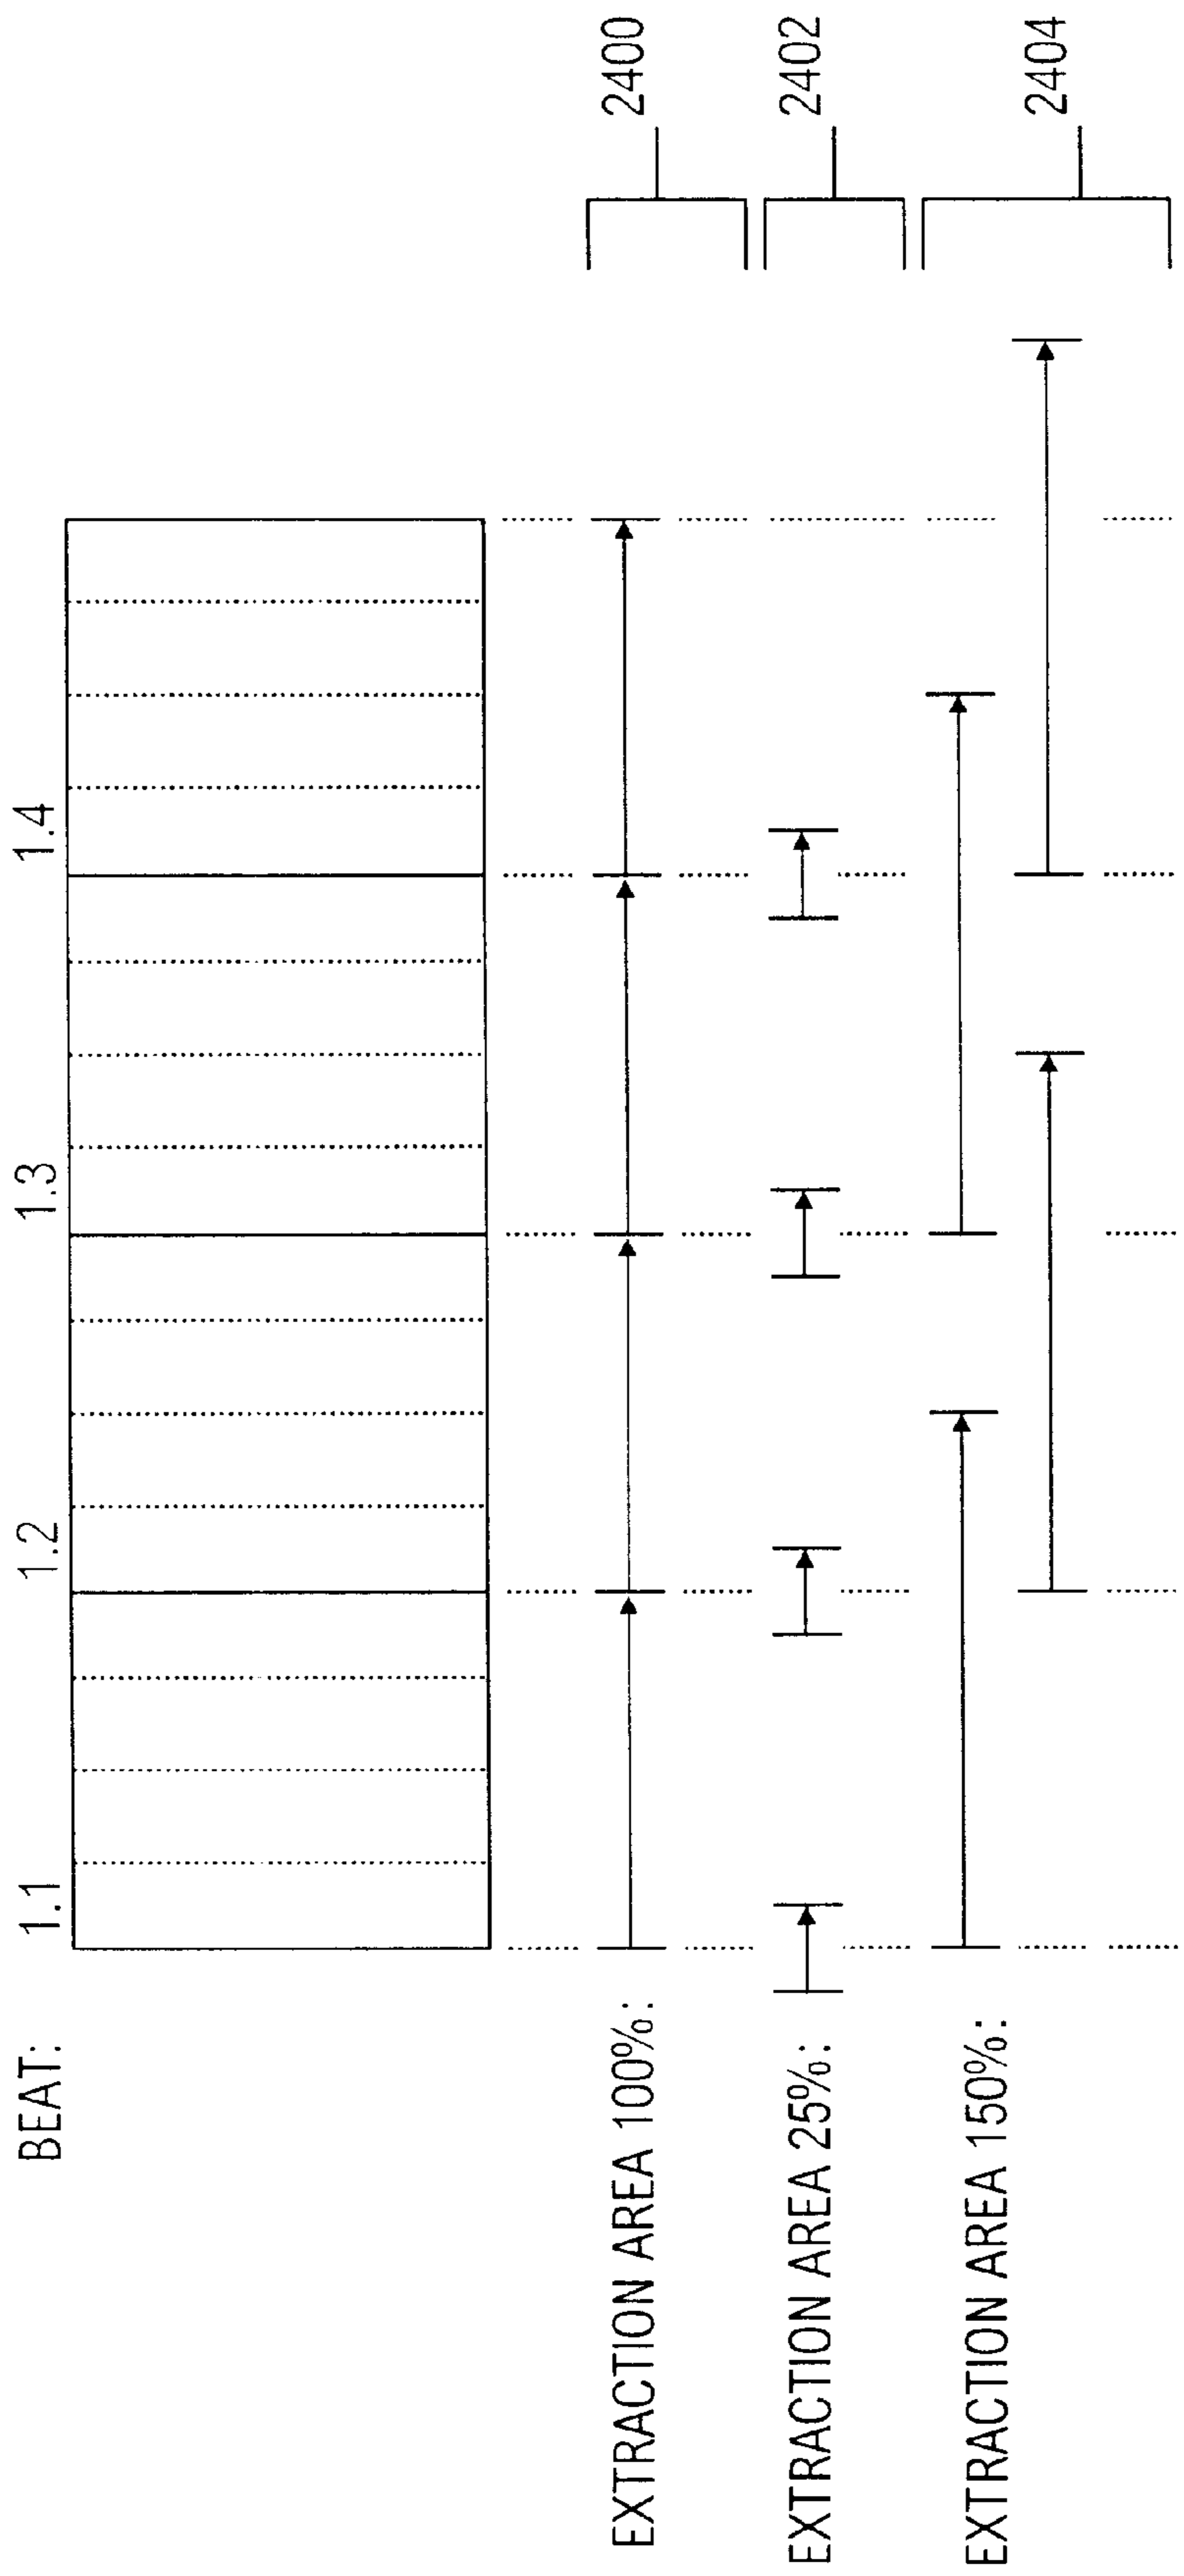 BEAT: 1.1 1.2 1.3 1.4
EXTRACTION AREA 100%: 2400
EXTRACTION AREA 25%: 2402
EXTRACTION AREA 150%: 2404